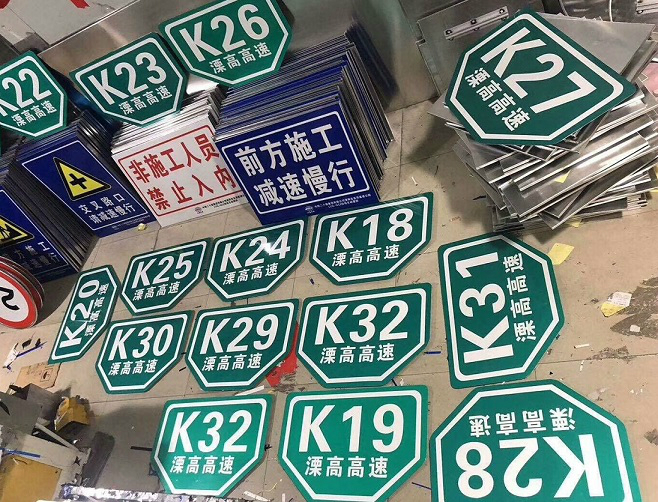 K22
溧高高速
K23
溧高高速
K26
溧高高速
K27
溧高高速
交叉路口
请减速慢行
非施工人员
禁止入内
前方施工
减速慢行
K20
溧高高速
K25
溧高高速
K24
溧高高速
K18
溧高高速
K30
溧高高速
K29
溧高高速
K32
溧高高速
K31
溧高高速
K32
溧高高速
K19
溧高高速
K28
溧高高速